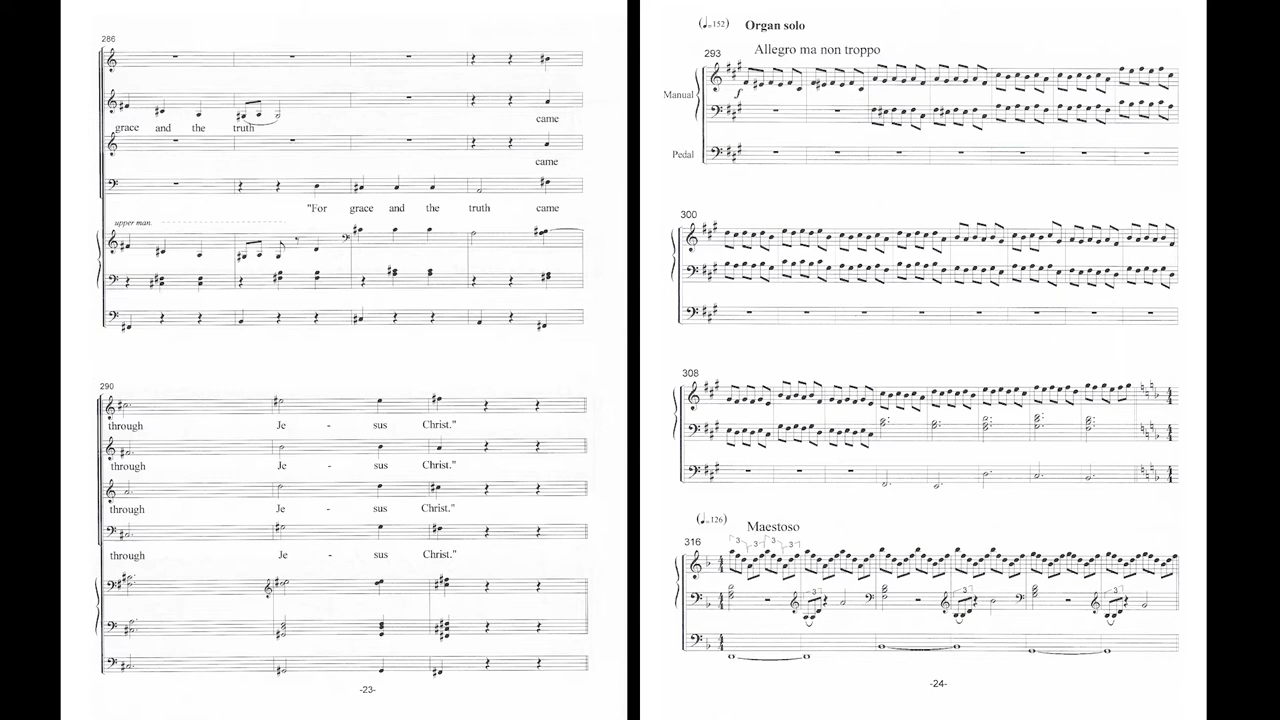 286
grace and the truth
came
came
"For grace and the truth came
upper man.
290
through Je - sus Christ."
through Je - sus Christ."
through Je - sus Christ."
through Je - sus Christ."
-23-
(♩=152) Organ solo
293 Allegro ma non troppo
Manual
f
Pedal
300
308
(♩=126) Maestoso
316
3 3 3 3
3 3 3
-24-